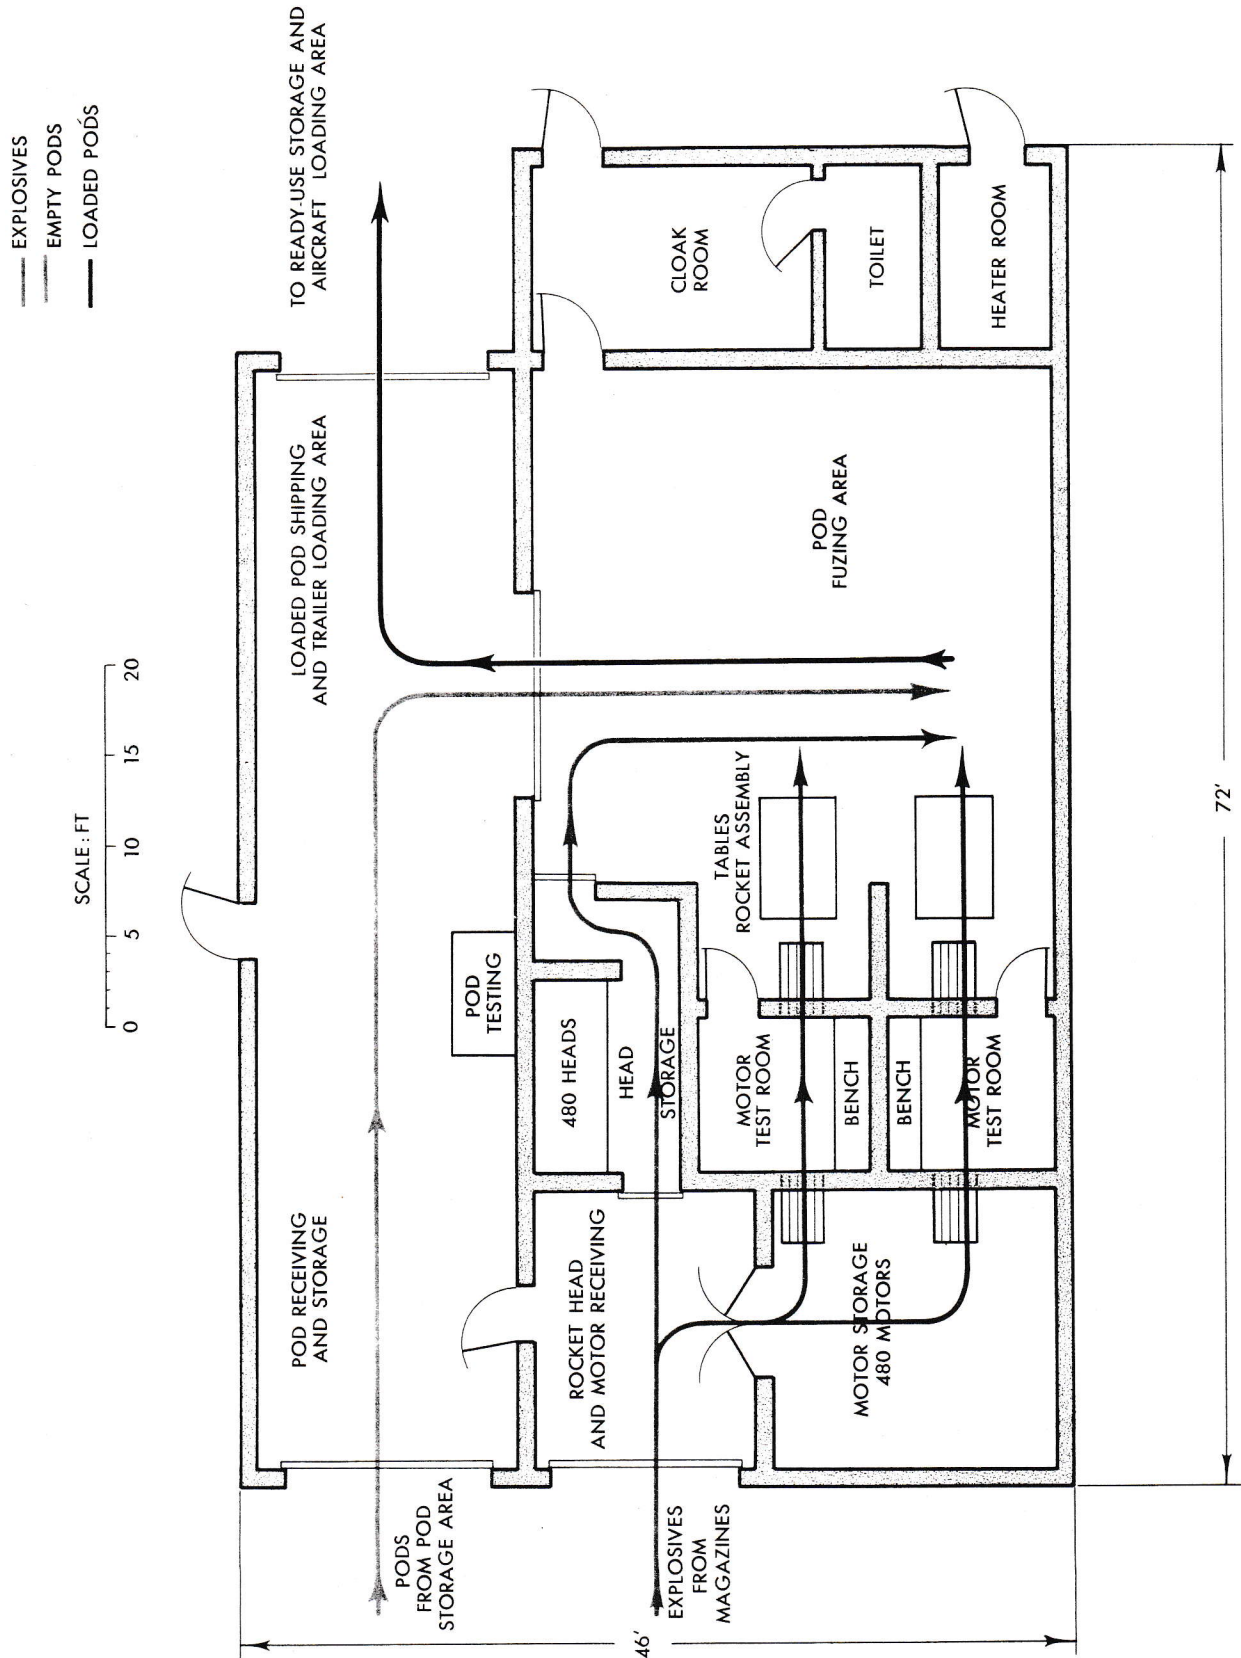 EXPLOSIVES
EMPTY PODS
LOADED PODS
SCALE : FT
0 5 10 15 20
TO READY-USE STORAGE AND
AIRCRAFT LOADING AREA
LOADED POD SHIPPING
AND TRAILER LOADING AREA
POD RECEIVING
AND STORAGE
PODS
FROM POD
STORAGE AREA
POD
TESTING
480 HEADS
HEAD
STORAGE
ROCKET HEAD
AND MOTOR RECEIVING
EXPLOSIVES
FROM
MAGAZINES
MOTOR
TEST ROOM
BENCH
BENCH
MOTOR
TEST ROOM
MOTOR STORAGE
480 MOTORS
TABLES
ROCKET ASSEMBLY
POD
FUZING AREA
CLOAK
ROOM
TOILET
HEATER ROOM
46'
72'